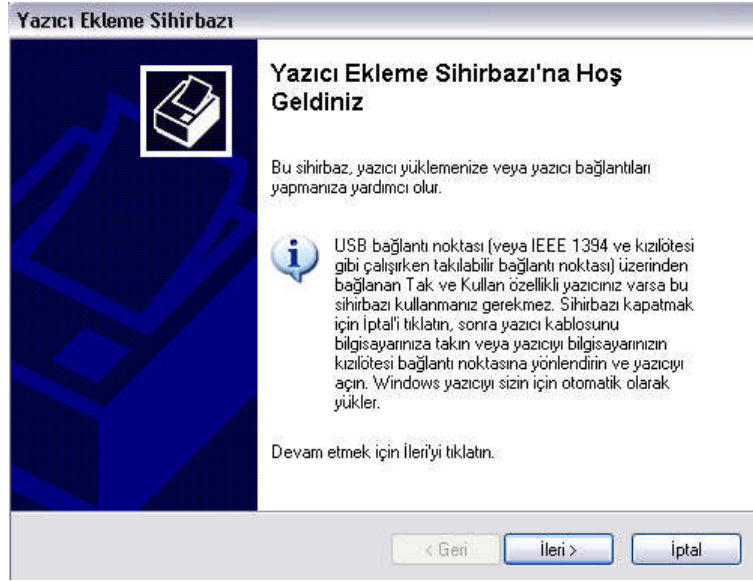 Yazıcı Ekleme Sihirbazı
Yazıcı Ekleme Sihirbazı'na Hoş
Geldiniz
Bu sihirbaz, yazıcı yüklemenize veya yazıcı bağlantıları
yapmanıza yardımcı olur.
USB bağlantı noktası (veya IEEE 1394 ve kızılötesi
gibi çalışırken takılabilir bağlantı noktası) üzerinden
bağlanan Tak ve Kullan özellikli yazıcınız varsa bu
sihirbazı kullanmanız gerekmez. Sihirbazı kapatmak
için İptal'i tıklatın, sonra yazıcı kablosunu
bilgisayarınıza takın veya yazıcıyı bilgisayarınızın
kızılötesi bağlantı noktasına yönlendirin ve yazıcıyı
açın. Windows yazıcıyı sizin için otomatik olarak
yükler.
Devam etmek için İleri'yi tıklatın.
< Geri İleri > İptal